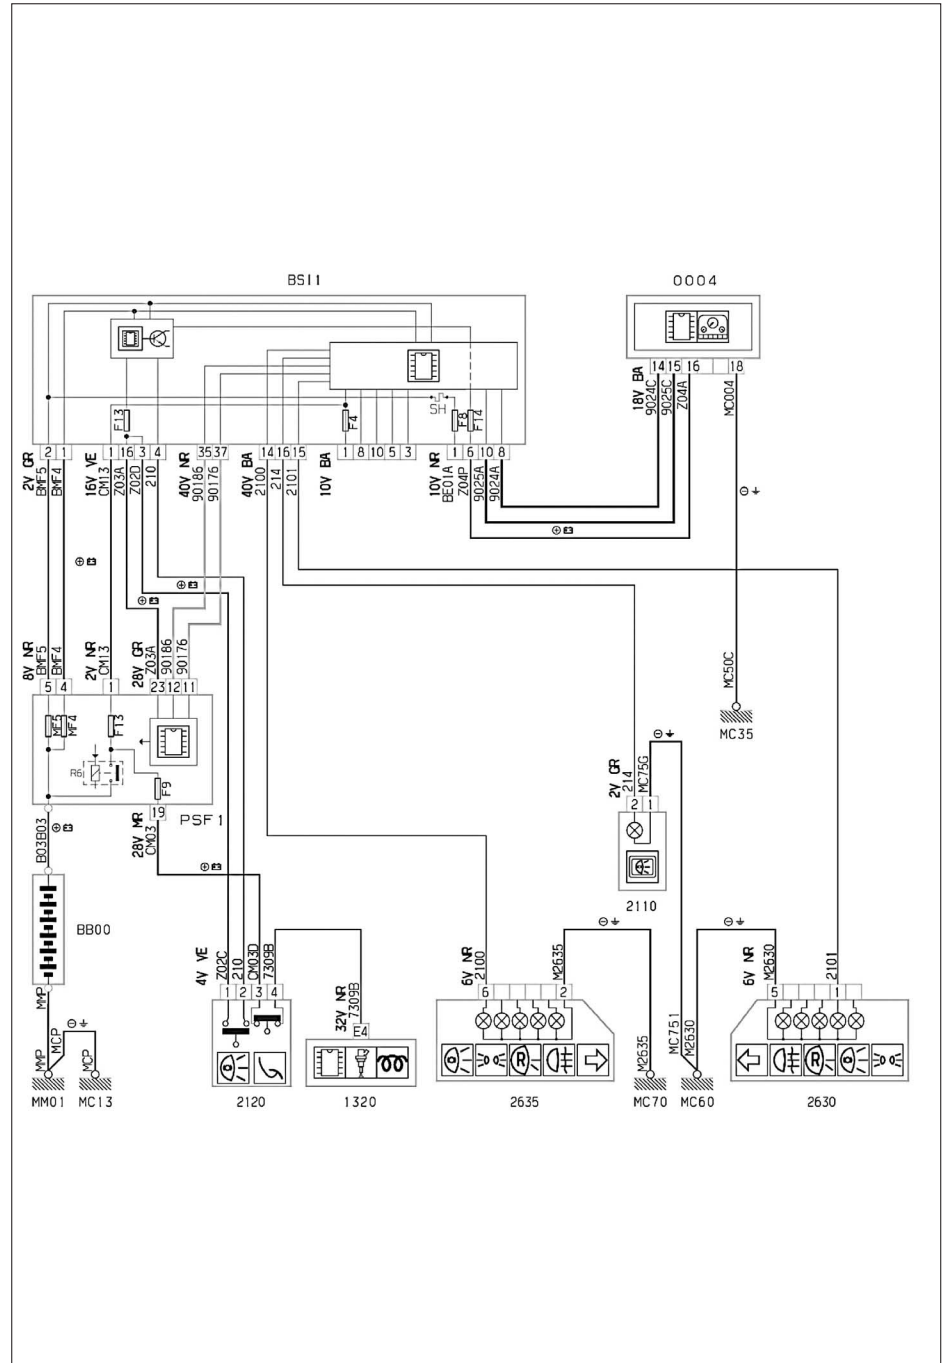 BSI1
0004
SH
F13
F4
F8
F14
2 1 1 16 3 4 35 37 14 16 15 1 8 10 5 3 1 6 10 8
14 15 16 18
2V GR
BMF5
BMF4
16V VE
CM13
Z03A
Z02D
210
40V NR
90186
90176
40V BA
2100
214
2101
10V BA
10V NR
BE01A
Z04P
9025A
9024A
18V BA
9024C
9025C
Z04A
MC004
8V NR
BMF5
BMF4
2V NR
CM13
28V GR
Z03A
90186
90176
5 4 1 23 12 11
MF5
MF4
F13
R6
F9
19
PSF1
28V MR
CM03
B03B03
BB00
MMP
MMP
MCP
MCP
MM01
MC13
MC50C
MC35
2V GR
214
MC75G
2 1
2110
4V VE
Z02C
210
CM03D
7309B
1 2 3 4
2120
32V NR
7309B
E4
1320
6V NR
2100
M2635
6 2
R
2635
M2635
MC70
MC751
M2630
MC60
6V NR
M2630
2101
5 1
R
2630